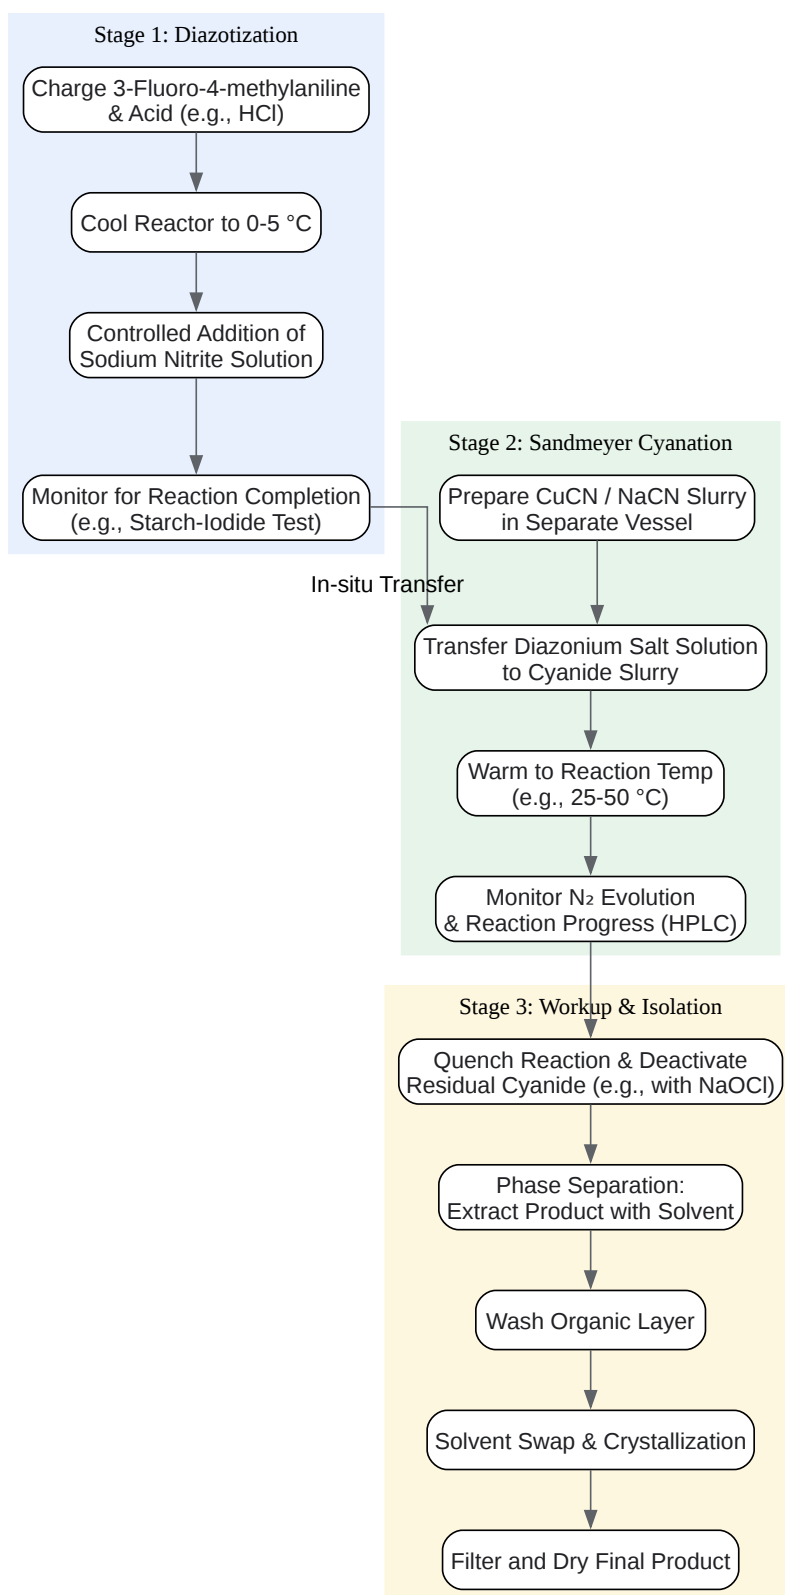 Stage 1: Diazotization
Charge 3-Fluoro-4-methylaniline
& Acid (e.g., HCl)
Cool Reactor to 0-5 °C
Controlled Addition of
Sodium Nitrite Solution
Monitor for Reaction Completion
(e.g., Starch-Iodide Test)
In-situ Transfer
Stage 2: Sandmeyer Cyanation
Prepare CuCN / NaCN Slurry
in Separate Vessel
Transfer Diazonium Salt Solution
to Cyanide Slurry
Warm to Reaction Temp
(e.g., 25-50 °C)
Monitor N₂ Evolution
& Reaction Progress (HPLC)
Stage 3: Workup & Isolation
Quench Reaction & Deactivate
Residual Cyanide (e.g., with NaOCl)
Phase Separation:
Extract Product with Solvent
Wash Organic Layer
Solvent Swap & Crystallization
Filter and Dry Final Product